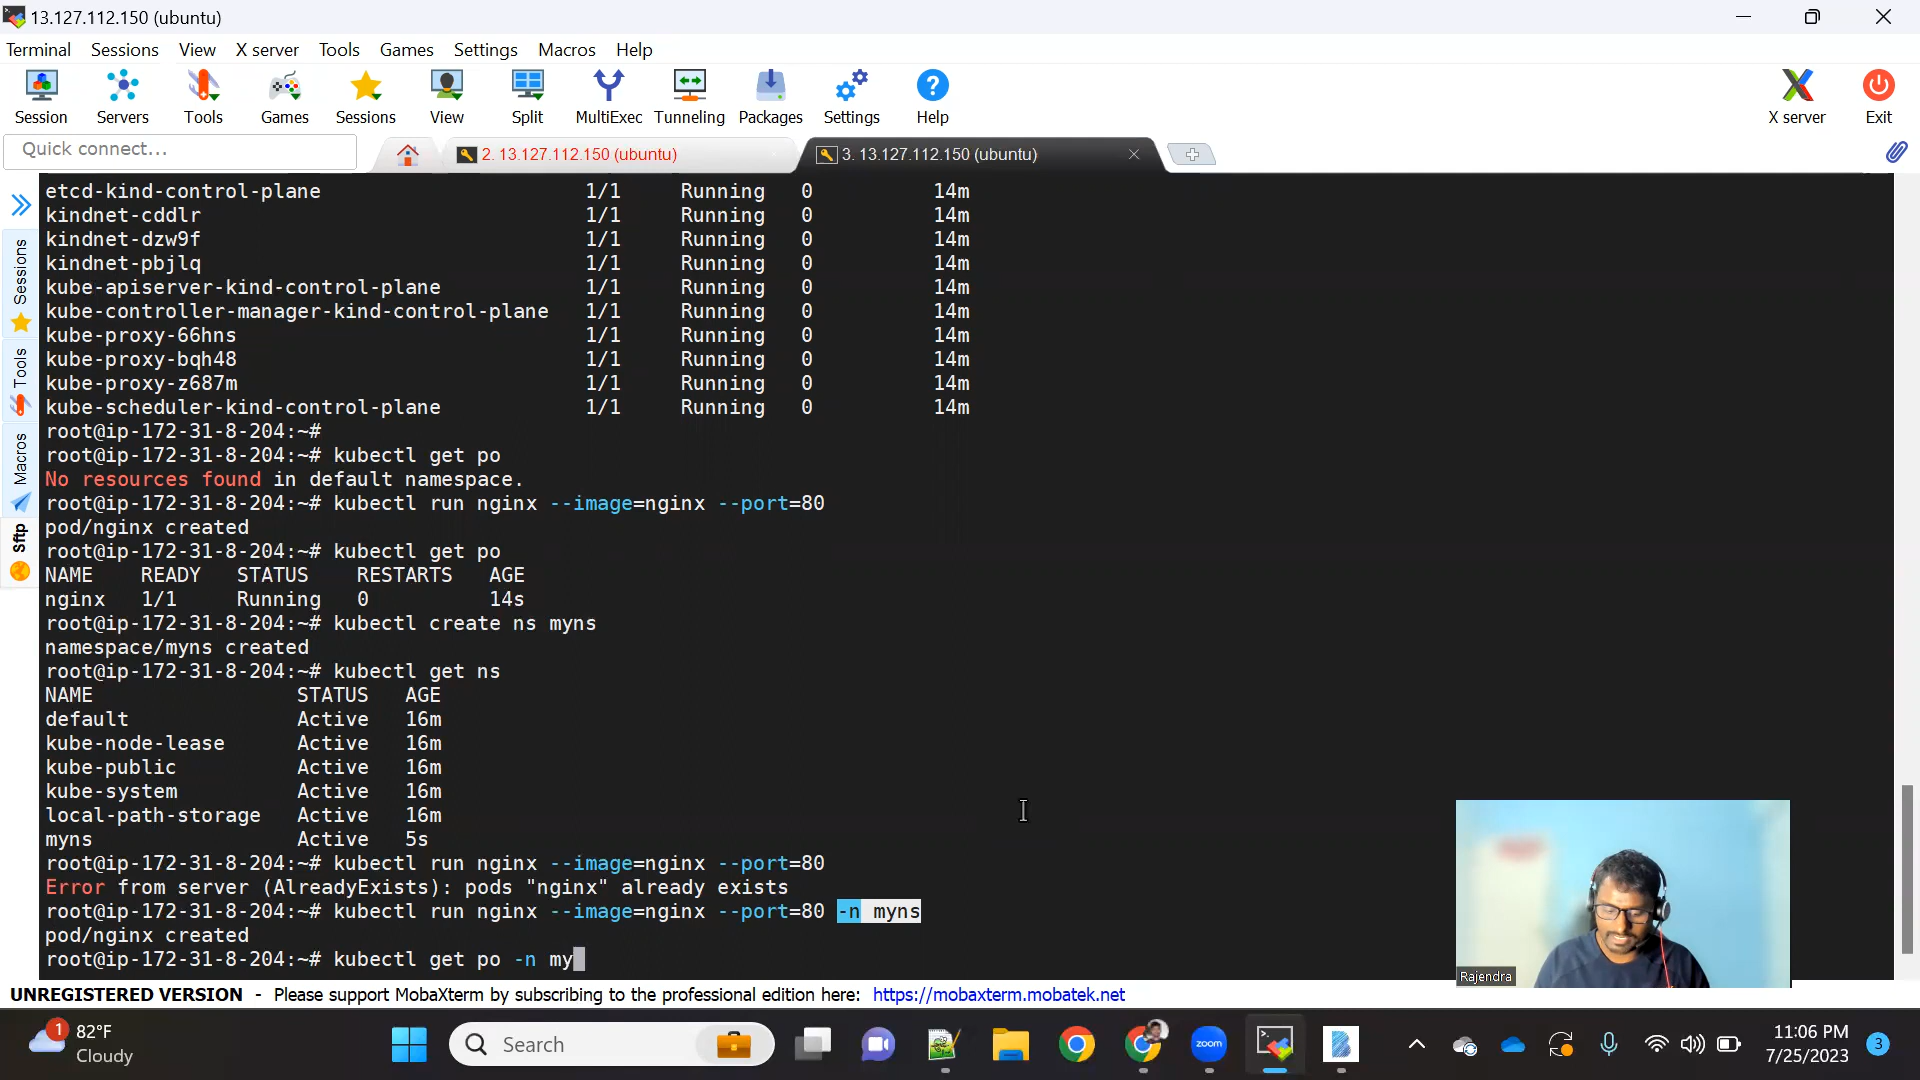 13.127.112.150 (ubuntu)
Terminal Sessions View X server Tools Games Settings Macros Help
Session Servers Tools Games Sessions View Split MultiExec Tunneling Packages Settings Help X server Exit
Quick connect...
2. 13.127.112.150 (ubuntu)
3. 13.127.112.150 (ubuntu)
Sessions
Tools
Macros
Sftp
etcd-kind-control-plane 1/1 Running 0 14m
kindnet-cddlr 1/1 Running 0 14m
kindnet-dzw9f 1/1 Running 0 14m
kindnet-pbjlq 1/1 Running 0 14m
kube-apiserver-kind-control-plane 1/1 Running 0 14m
kube-controller-manager-kind-control-plane 1/1 Running 0 14m
kube-proxy-66hns 1/1 Running 0 14m
kube-proxy-bqh48 1/1 Running 0 14m
kube-proxy-z687m 1/1 Running 0 14m
kube-scheduler-kind-control-plane 1/1 Running 0 14m
root@ip-172-31-8-204:~#
root@ip-172-31-8-204:~# kubectl get po
No resources found in default namespace.
root@ip-172-31-8-204:~# kubectl run nginx --image=nginx --port=80
pod/nginx created
root@ip-172-31-8-204:~# kubectl get po
NAME READY STATUS RESTARTS AGE
nginx 1/1 Running 0 14s
root@ip-172-31-8-204:~# kubectl create ns myns
namespace/myns created
root@ip-172-31-8-204:~# kubectl get ns
NAME STATUS AGE
default Active 16m
kube-node-lease Active 16m
kube-public Active 16m
kube-system Active 16m
local-path-storage Active 16m
myns Active 5s
root@ip-172-31-8-204:~# kubectl run nginx --image=nginx --port=80
Error from server (AlreadyExists): pods "nginx" already exists
root@ip-172-31-8-204:~# kubectl run nginx --image=nginx --port=80 -n myns
pod/nginx created
root@ip-172-31-8-204:~# kubectl get po -n my
Rajendra
UNREGISTERED VERSION - Please support MobaXterm by subscribing to the professional edition here: https://mobaxterm.mobatek.net
1
82°F
Cloudy
Search
zoom
11:06 PM
7/25/2023
3